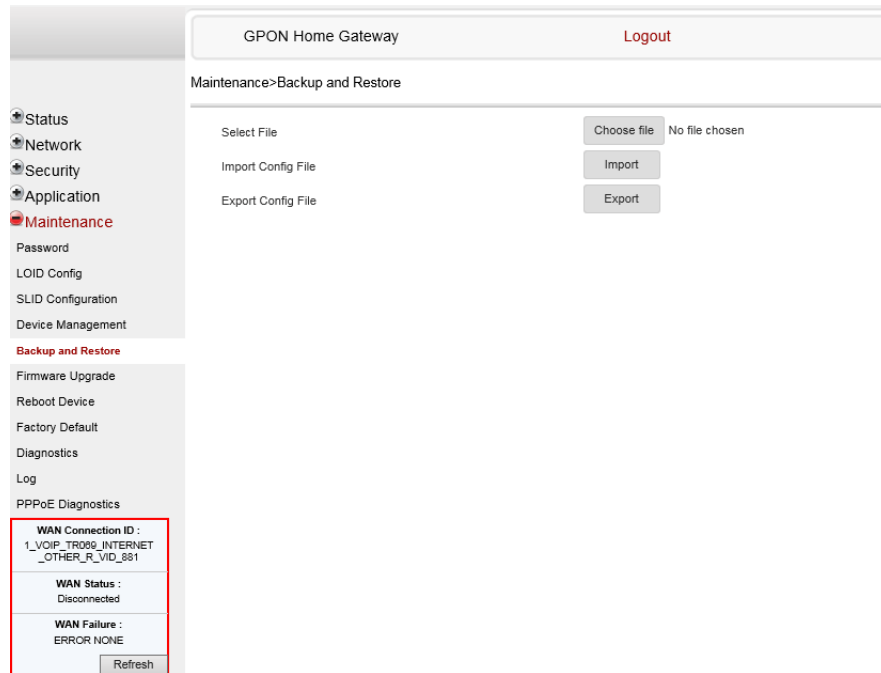 GPON Home Gateway Logout
Maintenance>Backup and Restore
Status
Network
Security
Application
Maintenance
Password
LOID Config
SLID Configuration
Device Management
Backup and Restore
Firmware Upgrade
Reboot Device
Factory Default
Diagnostics
Log
PPPoE Diagnostics
WAN Connection ID :
1_VOIP_TR069_INTERNET
_OTHER_R_VID_881
WAN Status :
Disconnected
WAN Failure :
ERROR NONE
Refresh
Select File Choose file No file chosen
Import Config File Import
Export Config File Export